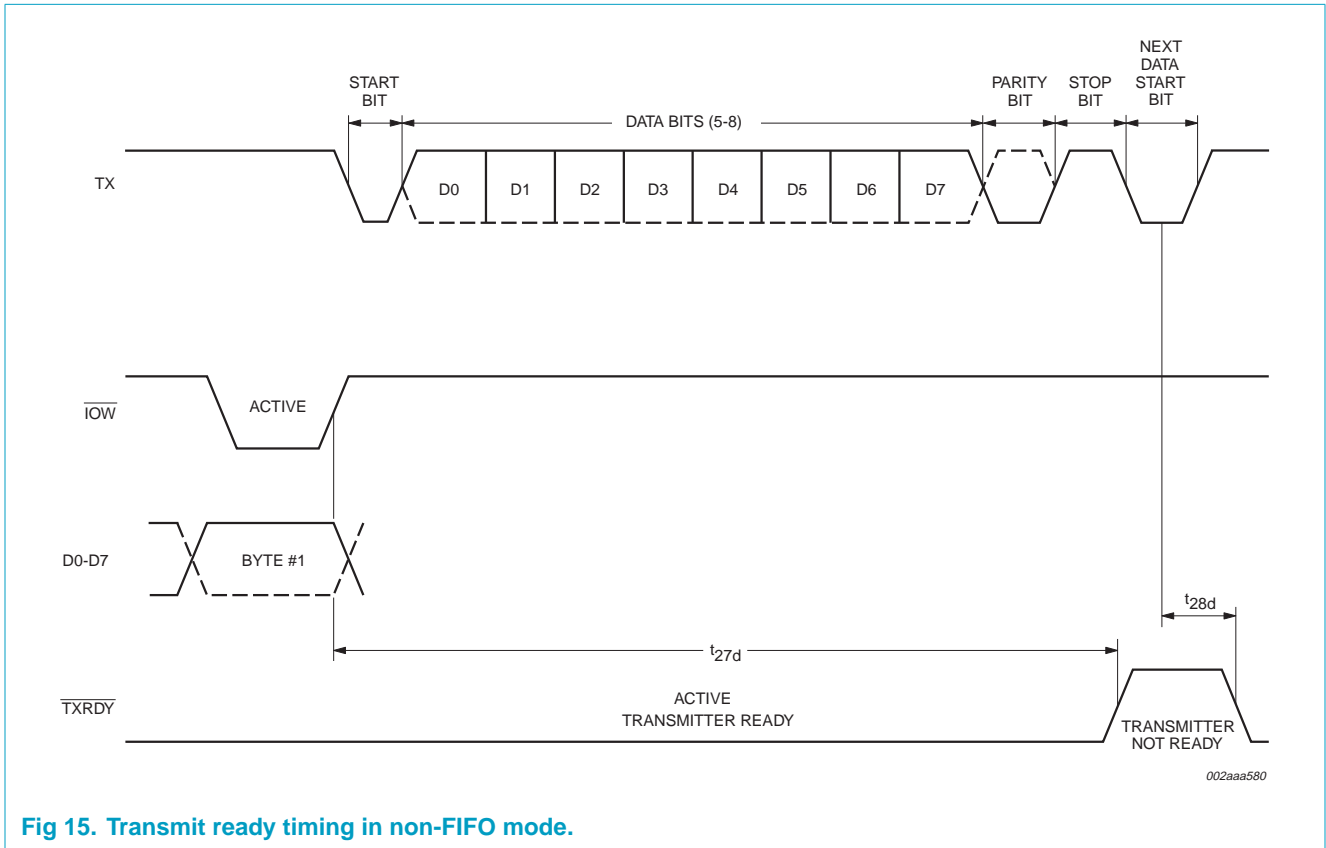 START
BIT
DATA BITS (5-8)
PARITY
BIT
STOP
BIT
NEXT
DATA
START
BIT
TX
D0 D1 D2 D3 D4 D5 D6 D7
IOW
ACTIVE
D0-D7
BYTE #1
t28d
t27d
TXRDY
ACTIVE
TRANSMITTER READY
TRANSMITTER
NOT READY
002aaa580
Fig 15. Transmit ready timing in non-FIFO mode.